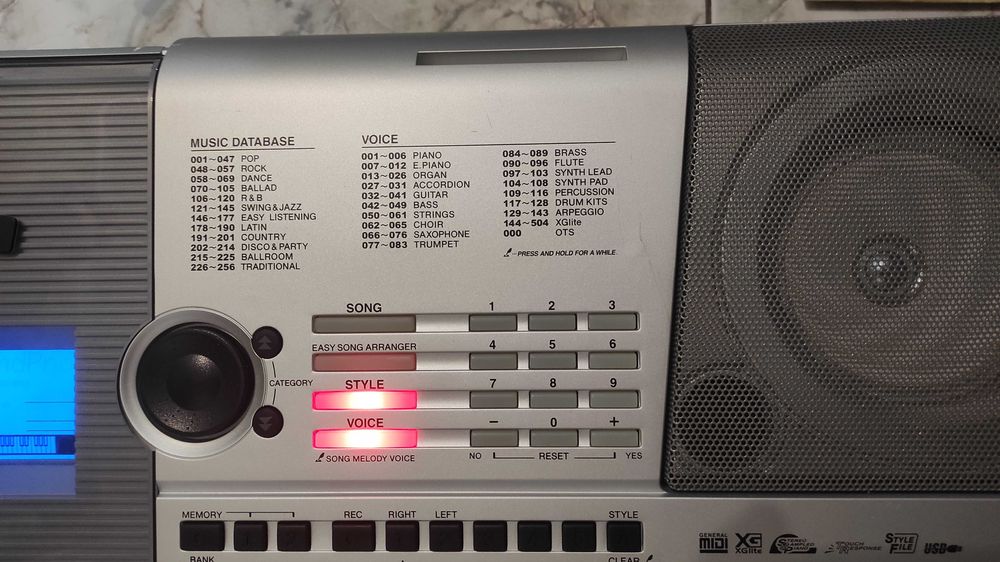 MUSIC DATABASE
001~047 POP
048~057 ROCK
058~069 DANCE
070~105 BALLAD
106~120 R & B
121~145 SWING&JAZZ
146~177 EASY LISTENING
178~190 LATIN
191~201 COUNTRY
202~214 DISCO & PARTY
215~225 BALLROOM
226~256 TRADITIONAL
VOICE
001~006 PIANO
007~012 E.PIANO
013~026 ORGAN
027~031 ACCORDION
032~041 GUITAR
042~049 BASS
050~061 STRINGS
062~065 CHOIR
066~076 SAXOPHONE
077~083 TRUMPET
084~089 BRASS
090~096 FLUTE
097~103 SYNTH LEAD
104~108 SYNTH PAD
109~116 PERCUSSION
117~128 DRUM KITS
129~143 ARPEGGIO
144~504 XGlite
000 OTS
–PRESS AND HOLD FOR A WHILE.
SONG
1 2 3
EASY SONG ARRANGER
4 5 6
CATEGORY
STYLE
7 8 9
VOICE
– 0 +
SONG MELODY VOICE
NO RESET YES
MEMORY REC RIGHT LEFT STYLE
BANK CLEAR
GENERAL MIDI
XG XGlite
STEREO SAMPLED PIANO
TOUCH RESPONSE
STYLE FILE
USB